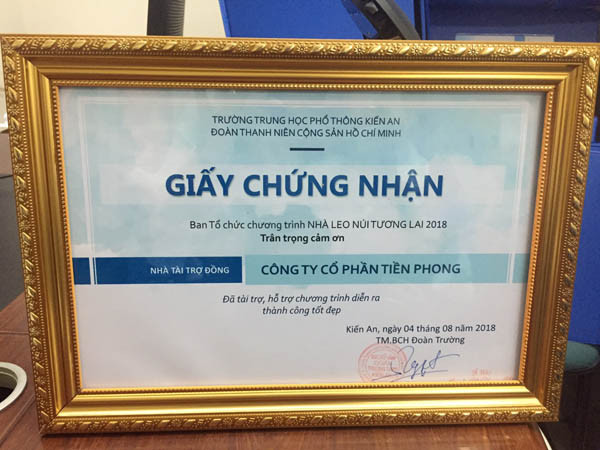 TRƯỜNG TRUNG HỌC PHỔ THÔNG KIẾN AN
ĐOÀN THANH NIÊN CỘNG SẢN HỒ CHÍ MINH
GIẤY CHỨNG NHẬN
Ban Tổ chức chương trình NHÀ LEO NÚI TƯƠNG LAI 2018
Trân trọng cảm ơn
NHÀ TÀI TRỢ ĐỒNG
CÔNG TY CỔ PHẦN TIỀN PHONG
Đã tài trợ, hỗ trợ chương trình diễn ra
thành công tốt đẹp
Kiến An, ngày 04 tháng 08 năm 2018
TM.BCH Đoàn Trường